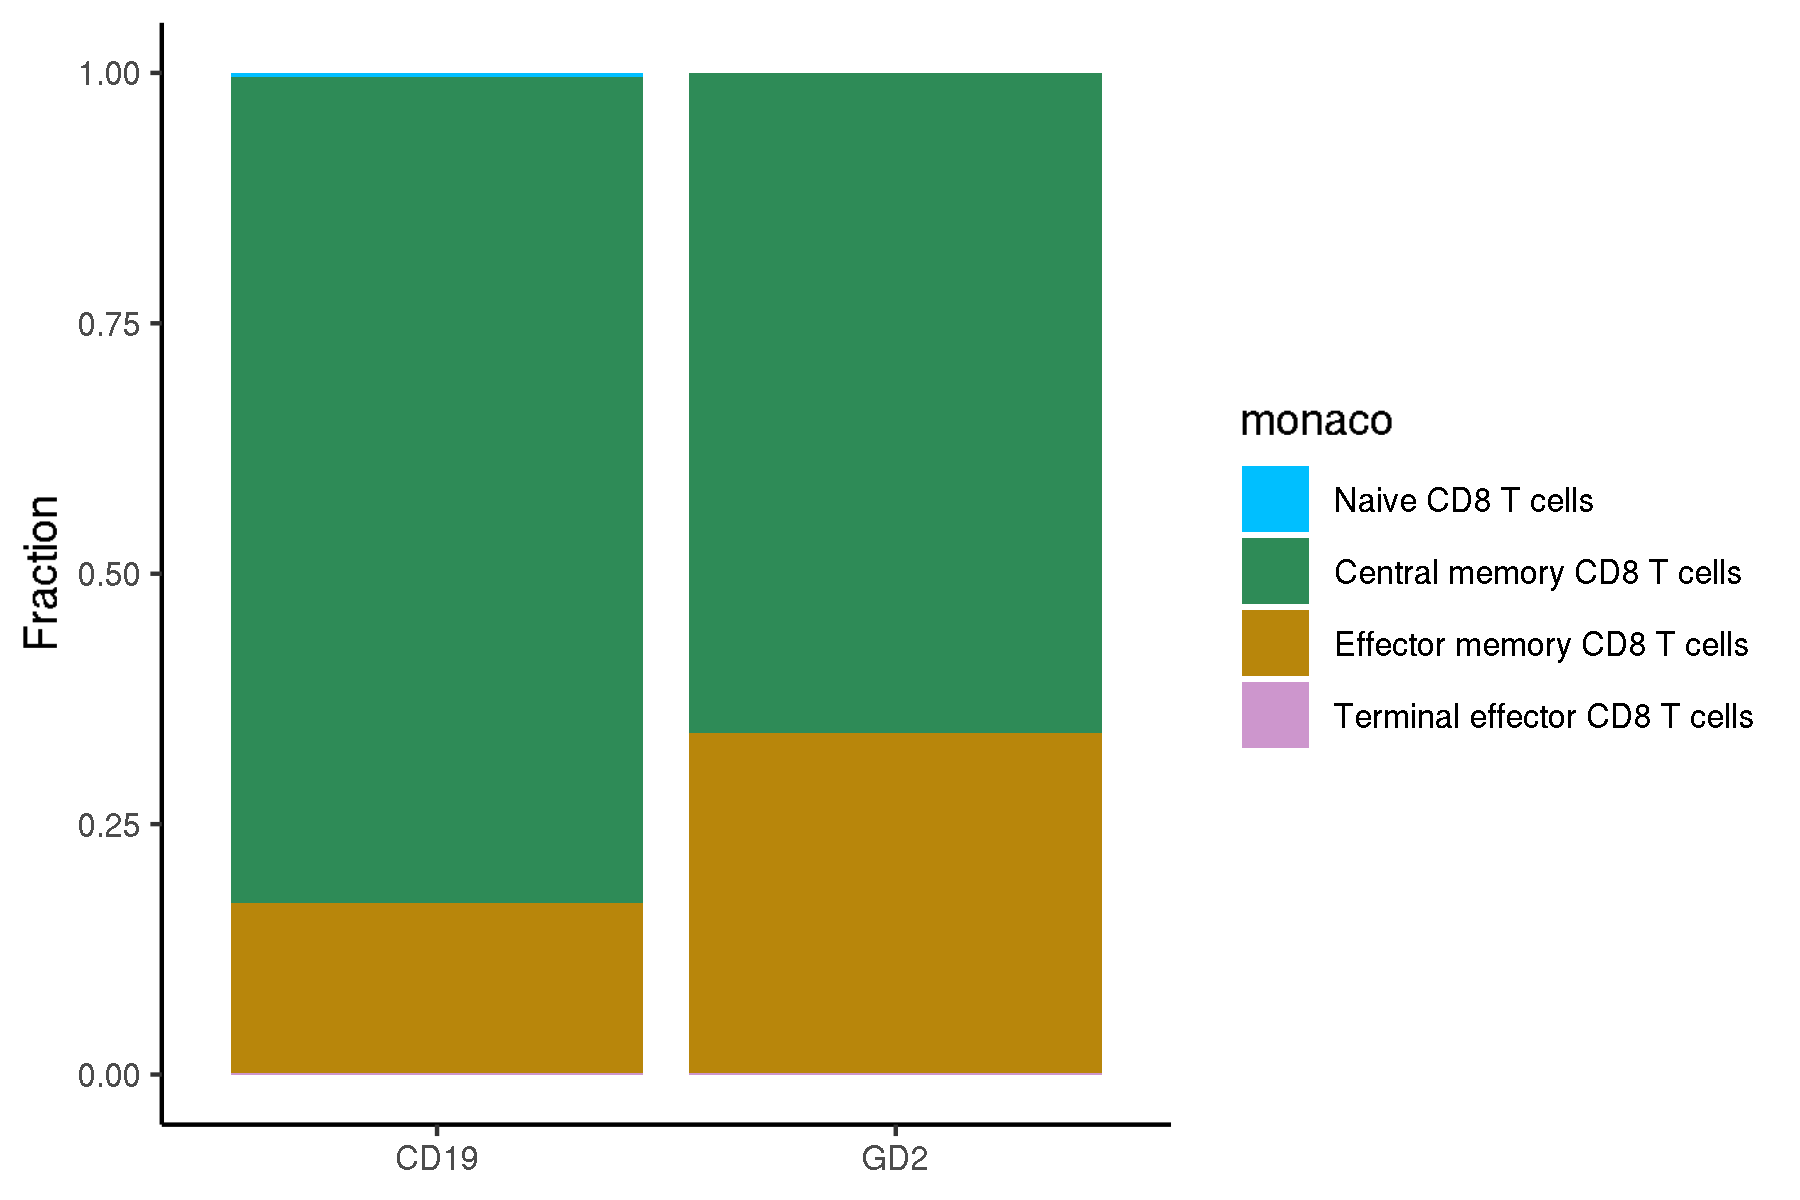 Fraction
1.00
0.75
0.50
0.25
0.00
CD19
GD2
monaco
Naive CD8 T cells
Central memory CD8 T cells
Effector memory CD8 T cells
Terminal effector CD8 T cells